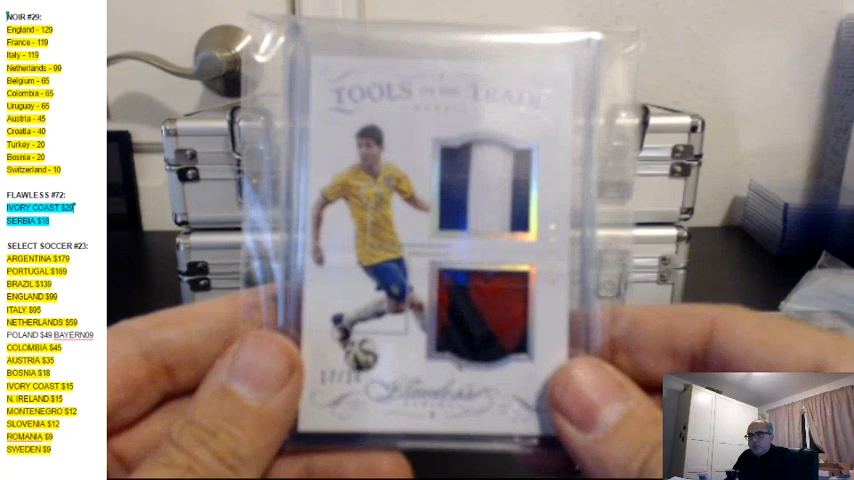 NOIR #29:
England - 129
France - 119
Italy - 119
Netherlands - 99
Belgium - 65
Colombia - 65
Uruguay - 65
Austria - 45
Croatia - 40
Turkey - 20
Bosnia - 20
Switzerland - 10
FLAWLESS #72:
IVORY COAST $29
SERBIA $18
SELECT SOCCER #23:
ARGENTINA $179
PORTUGAL $169
BRAZIL $139
ENGLAND $99
ITALY $95
NETHERLANDS $59
POLAND $49 BAYERN09
COLOMBIA $45
AUSTRIA $35
BOSNIA $18
IVORY COAST $15
N. IRELAND $15
MONTENEGRO $12
SLOVENIA $12
ROMANIA $9
SWEDEN $9
TOOLS OF THE TRADE
Flawless